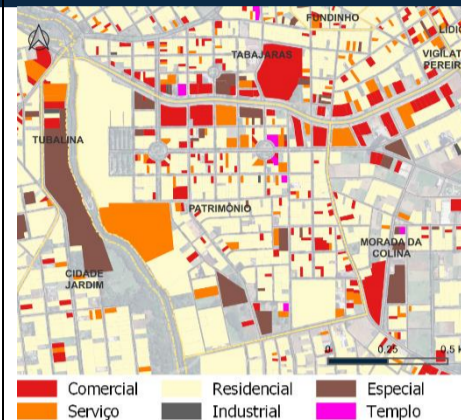 FUNDINHO
LÍDIC
TABAJARAS
VIGILAT
PEREIR
TUBALINA
PATRIMÔNIO
MORADA DA
COLINA
CIDADE
JARDIM
0 0,25 0,5 k
Comercial Residencial Especial
Serviço Industrial Templo